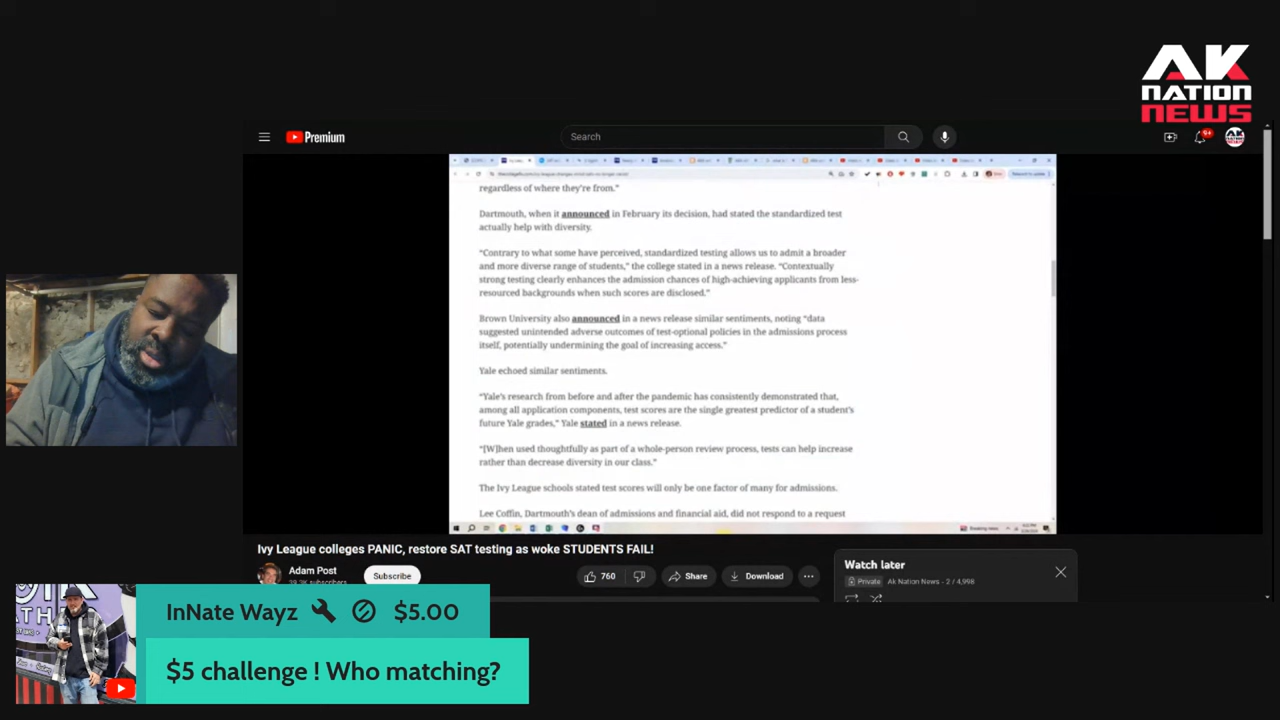 AK
NATION
NEWS
Premium
Search
9+
regardless of where they're from."
Dartmouth, when it announced in February its decision, had stated the standardized test
actually help with diversity.
"Contrary to what some have perceived, standardized testing allows us to admit a broader
and more diverse range of students," the college stated in a news release. "Contextually
strong testing clearly enhances the admission chances of high-achieving applicants from less-
resourced backgrounds when such scores are disclosed."
Brown University also announced in a news release similar sentiments, noting "data
suggested unintended adverse outcomes of test-optional policies in the admissions process
itself, potentially undermining the goal of increasing access."
Yale echoed similar sentiments.
"Yale's research from before and after the pandemic has consistently demonstrated that,
among all application components, test scores are the single greatest predictor of a student's
future Yale grades," Yale stated in a news release.
"[W]hen used thoughtfully as part of a whole-person review process, tests can help increase
rather than decrease diversity in our class."
The Ivy League schools stated test scores will only be one factor of many for admissions.
Lee Coffin, Dartmouth's dean of admissions and financial aid, did not respond to a request
Ivy League colleges PANIC, restore SAT testing as woke STUDENTS FAIL!
Adam Post
Subscribe
760
Share
Download
Watch later
Private Ak Nation News - 2 / 4,998
InNate Wayz $5.00
$5 challenge ! Who matching?